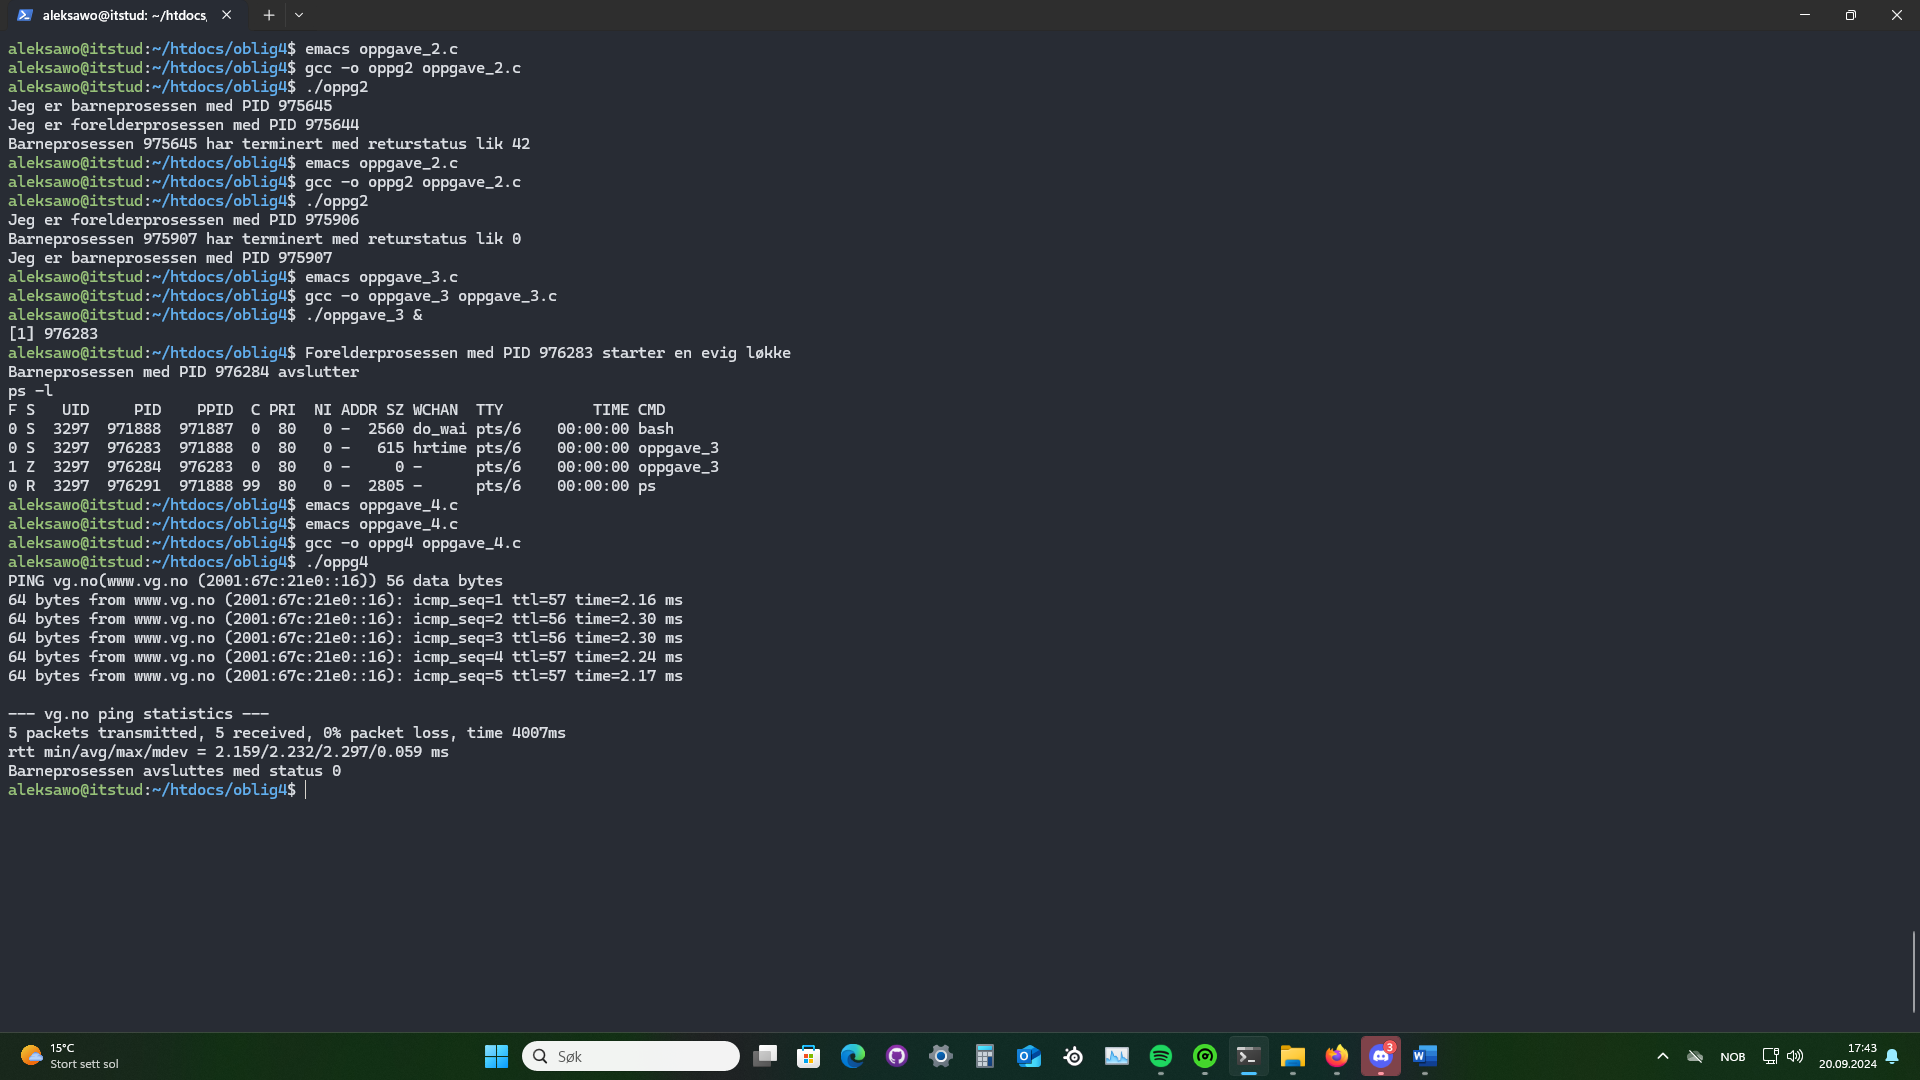 aleksawo@itstud: ~/htdocs,
aleksawo@itstud:~/htdocs/oblig4$ emacs oppgave_2.c
aleksawo@itstud:~/htdocs/oblig4$ gcc -o oppg2 oppgave_2.c
aleksawo@itstud:~/htdocs/oblig4$ ./oppg2
Jeg er barneprosessen med PID 975645
Jeg er forelderprosessen med PID 975644
Barneprosessen 975645 har terminert med returstatus lik 42
aleksawo@itstud:~/htdocs/oblig4$ emacs oppgave_2.c
aleksawo@itstud:~/htdocs/oblig4$ gcc -o oppg2 oppgave_2.c
aleksawo@itstud:~/htdocs/oblig4$ ./oppg2
Jeg er forelderprosessen med PID 975906
Barneprosessen 975907 har terminert med returstatus lik 0
Jeg er barneprosessen med PID 975907
aleksawo@itstud:~/htdocs/oblig4$ emacs oppgave_3.c
aleksawo@itstud:~/htdocs/oblig4$ gcc -o oppgave_3 oppgave_3.c
aleksawo@itstud:~/htdocs/oblig4$ ./oppgave_3 &
[1] 976283
aleksawo@itstud:~/htdocs/oblig4$ Forelderprosessen med PID 976283 starter en evig løkke
Barneprosessen med PID 976284 avslutter
ps -l
F S   UID     PID    PPID  C PRI  NI ADDR SZ WCHAN  TTY          TIME CMD
0 S  3297  971888  971887  0  80   0 -  2560 do_wai pts/6    00:00:00 bash
0 S  3297  976283  971888  0  80   0 -   615 hrtime pts/6    00:00:00 oppgave_3
1 Z  3297  976284  976283  0  80   0 -     0 -      pts/6    00:00:00 oppgave_3
0 R  3297  976291  971888 99  80   0 -  2805 -      pts/6    00:00:00 ps
aleksawo@itstud:~/htdocs/oblig4$ emacs oppgave_4.c
aleksawo@itstud:~/htdocs/oblig4$ emacs oppgave_4.c
aleksawo@itstud:~/htdocs/oblig4$ gcc -o oppg4 oppgave_4.c
aleksawo@itstud:~/htdocs/oblig4$ ./oppg4
PING vg.no(www.vg.no (2001:67c:21e0::16)) 56 data bytes
64 bytes from www.vg.no (2001:67c:21e0::16): icmp_seq=1 ttl=57 time=2.16 ms
64 bytes from www.vg.no (2001:67c:21e0::16): icmp_seq=2 ttl=56 time=2.30 ms
64 bytes from www.vg.no (2001:67c:21e0::16): icmp_seq=3 ttl=56 time=2.30 ms
64 bytes from www.vg.no (2001:67c:21e0::16): icmp_seq=4 ttl=57 time=2.24 ms
64 bytes from www.vg.no (2001:67c:21e0::16): icmp_seq=5 ttl=57 time=2.17 ms
--- vg.no ping statistics ---
5 packets transmitted, 5 received, 0% packet loss, time 4007ms
rtt min/avg/max/mdev = 2.159/2.232/2.297/0.059 ms
Barneprosessen avsluttes med status 0
aleksawo@itstud:~/htdocs/oblig4$
15°C
Stort sett sol
Søk
3
NOB
17:43
20.09.2024